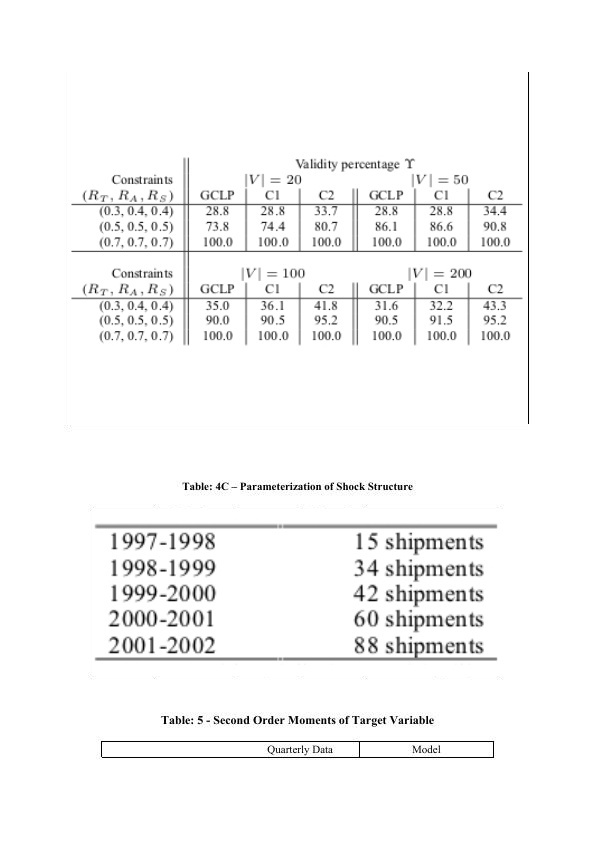 Validity percentage ϒ
Constraints |V| = 20 |V| = 50
(R_T, R_A, R_S) GCLP C1 C2 GCLP C1 C2
(0.3, 0.4, 0.4) 28.8 28.8 33.7 28.8 28.8 34.4
(0.5, 0.5, 0.5) 73.8 74.4 80.7 86.1 86.6 90.8
(0.7, 0.7, 0.7) 100.0 100.0 100.0 100.0 100.0 100.0
Constraints |V| = 100 |V| = 200
(R_T, R_A, R_S) GCLP C1 C2 GCLP C1 C2
(0.3, 0.4, 0.4) 35.0 36.1 41.8 31.6 32.2 43.3
(0.5, 0.5, 0.5) 90.0 90.5 95.2 90.5 91.5 95.2
(0.7, 0.7, 0.7) 100.0 100.0 100.0 100.0 100.0 100.0
Table: 4C – Parameterization of Shock Structure
1997-1998 15 shipments
1998-1999 34 shipments
1999-2000 42 shipments
2000-2001 60 shipments
2001-2002 88 shipments
Table: 5 - Second Order Moments of Target Variable
Quarterly Data Model